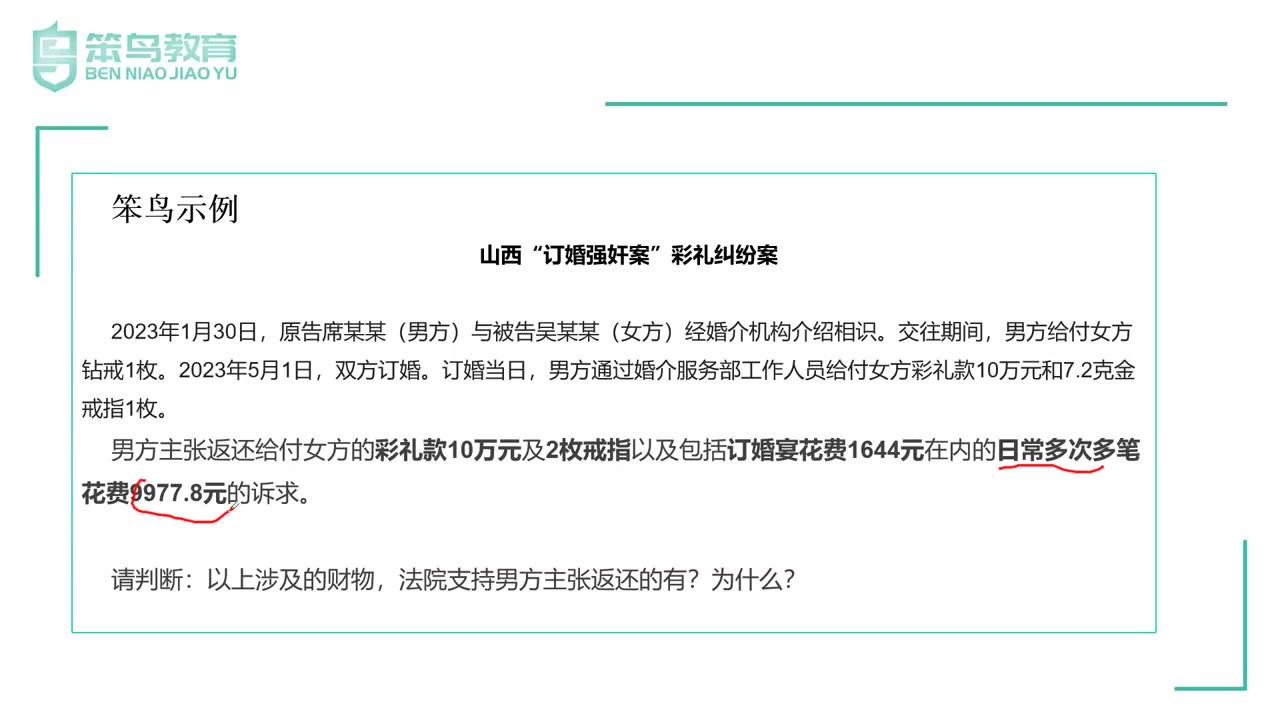 笨鸟教育
BEN NIAO JIAO YU
笨鸟示例
山西“订婚强奸案”彩礼纠纷案
2023年1月30日，原告席某某（男方）与被告吴某某（女方）经婚介机构介绍相识。交往期间，男方给付女方
钻戒1枚。2023年5月1日，双方订婚。订婚当日，男方通过婚介服务部工作人员给付女方彩礼款10万元和7.2克金
戒指1枚。
男方主张返还给付女方的彩礼款10万元及2枚戒指以及包括订婚宴花费1644元在内的日常多次多笔
花费9977.8元的诉求。
请判断：以上涉及的财物，法院支持男方主张返还的有？为什么？